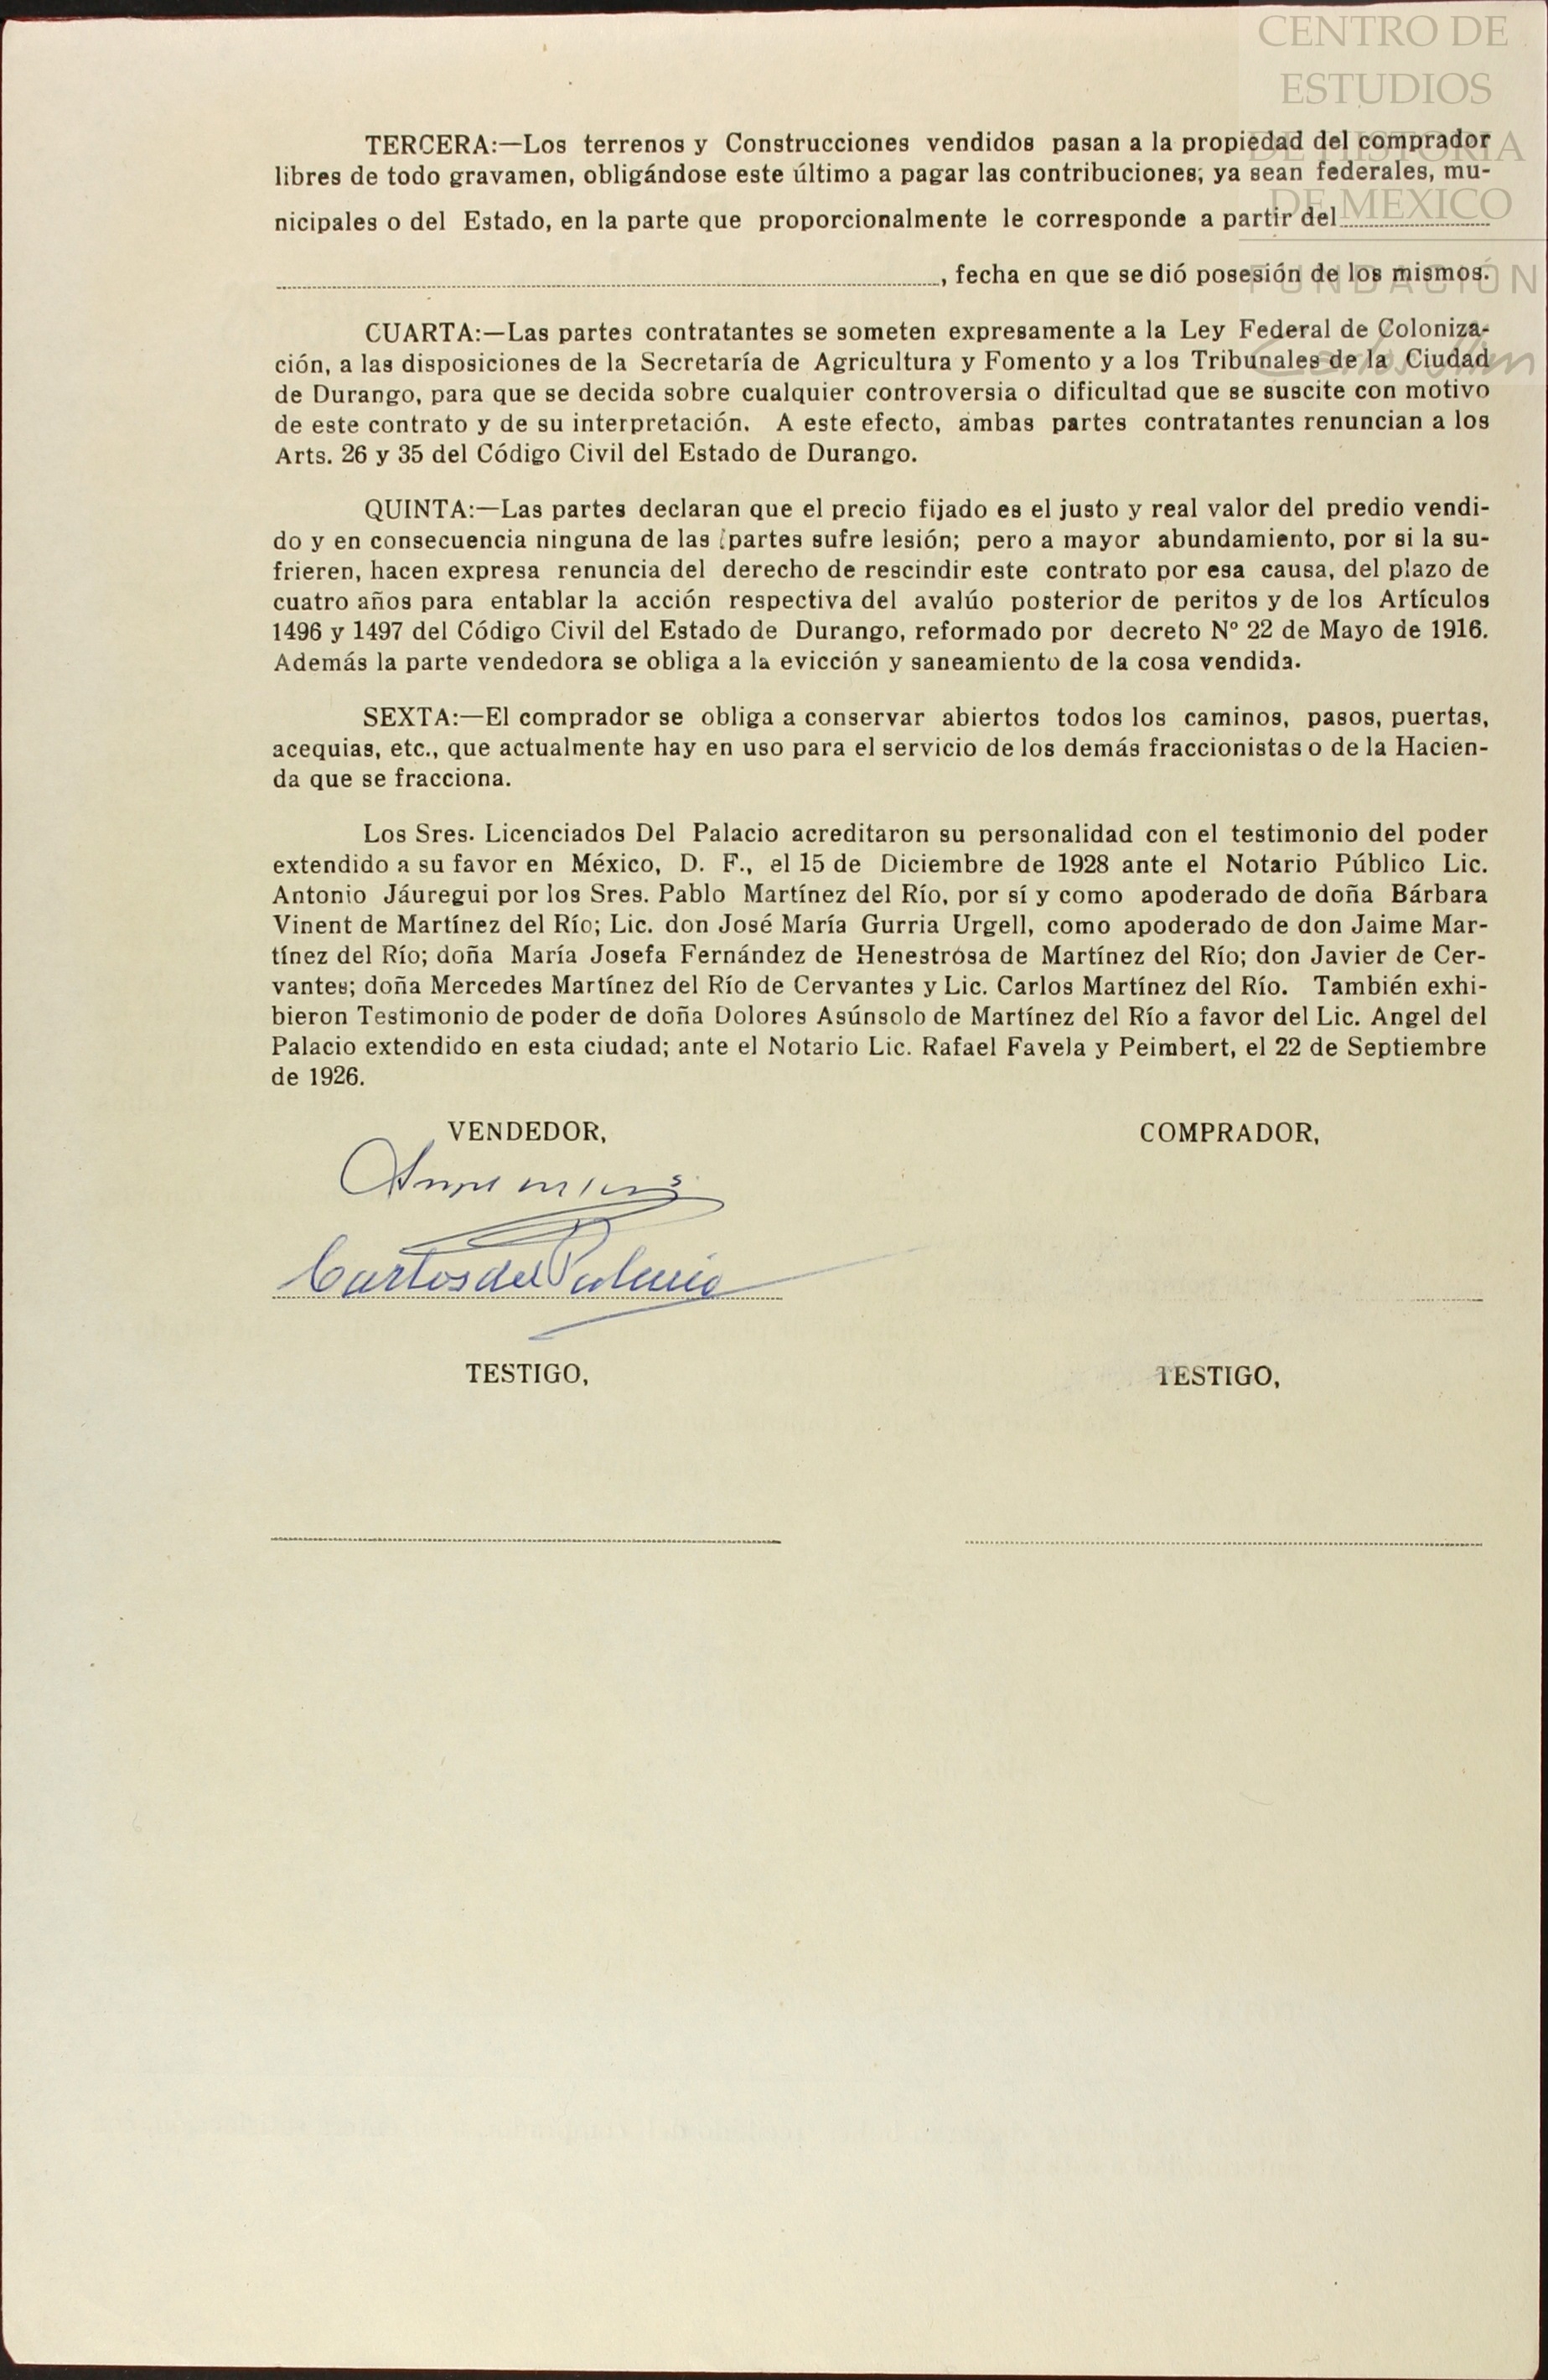 CENTRO DE
ESTUDIOS
DE HISTORIA
DE MEXICO
FUNDACIÓN
TERCERA:—Los terrenos y Construcciones vendidos pasan a la propiedad del comprador
libres de todo gravamen, obligándose este último a pagar las contribuciones; ya sean federales, mu-
nicipales o del Estado, en la parte que proporcionalmente le corresponde a partir del
, fecha en que se dió posesión de los mismos.
CUARTA:—Las partes contratantes se someten expresamente a la Ley Federal de Coloniza-
ción, a las disposiciones de la Secretaría de Agricultura y Fomento y a los Tribunales de la Ciudad
de Durango, para que se decida sobre cualquier controversia o dificultad que se suscite con motivo
de este contrato y de su interpretación. A este efecto, ambas partes contratantes renuncian a los
Arts. 26 y 35 del Código Civil del Estado de Durango.
QUINTA:—Las partes declaran que el precio fijado es el justo y real valor del predio vendi-
do y en consecuencia ninguna de las partes sufre lesión; pero a mayor abundamiento, por si la su-
frieren, hacen expresa renuncia del derecho de rescindir este contrato por esa causa, del plazo de
cuatro años para entablar la acción respectiva del avalúo posterior de peritos y de los Artículos
1496 y 1497 del Código Civil del Estado de Durango, reformado por decreto Nº 22 de Mayo de 1916.
Además la parte vendedora se obliga a la evicción y saneamiento de la cosa vendida.
SEXTA:—El comprador se obliga a conservar abiertos todos los caminos, pasos, puertas,
acequias, etc., que actualmente hay en uso para el servicio de los demás fraccionistas o de la Hacien-
da que se fracciona.
Los Sres. Licenciados Del Palacio acreditaron su personalidad con el testimonio del poder
extendido a su favor en México, D. F., el 15 de Diciembre de 1928 ante el Notario Público Lic.
Antonio Jáuregui por los Sres. Pablo Martínez del Río, por sí y como apoderado de doña Bárbara
Vinent de Martínez del Río; Lic. don José María Gurria Urgell, como apoderado de don Jaime Mar-
tínez del Río; doña María Josefa Fernández de Henestrosa de Martínez del Río; don Javier de Cer-
vantes; doña Mercedes Martínez del Río de Cervantes y Lic. Carlos Martínez del Río. También exhi-
bieron Testimonio de poder de doña Dolores Asúnsolo de Martínez del Río a favor del Lic. Angel del
Palacio extendido en esta ciudad; ante el Notario Lic. Rafael Favela y Peimbert, el 22 de Septiembre
de 1926.
VENDEDOR,
COMPRADOR,
Carlos del Palacio
TESTIGO,
TESTIGO,